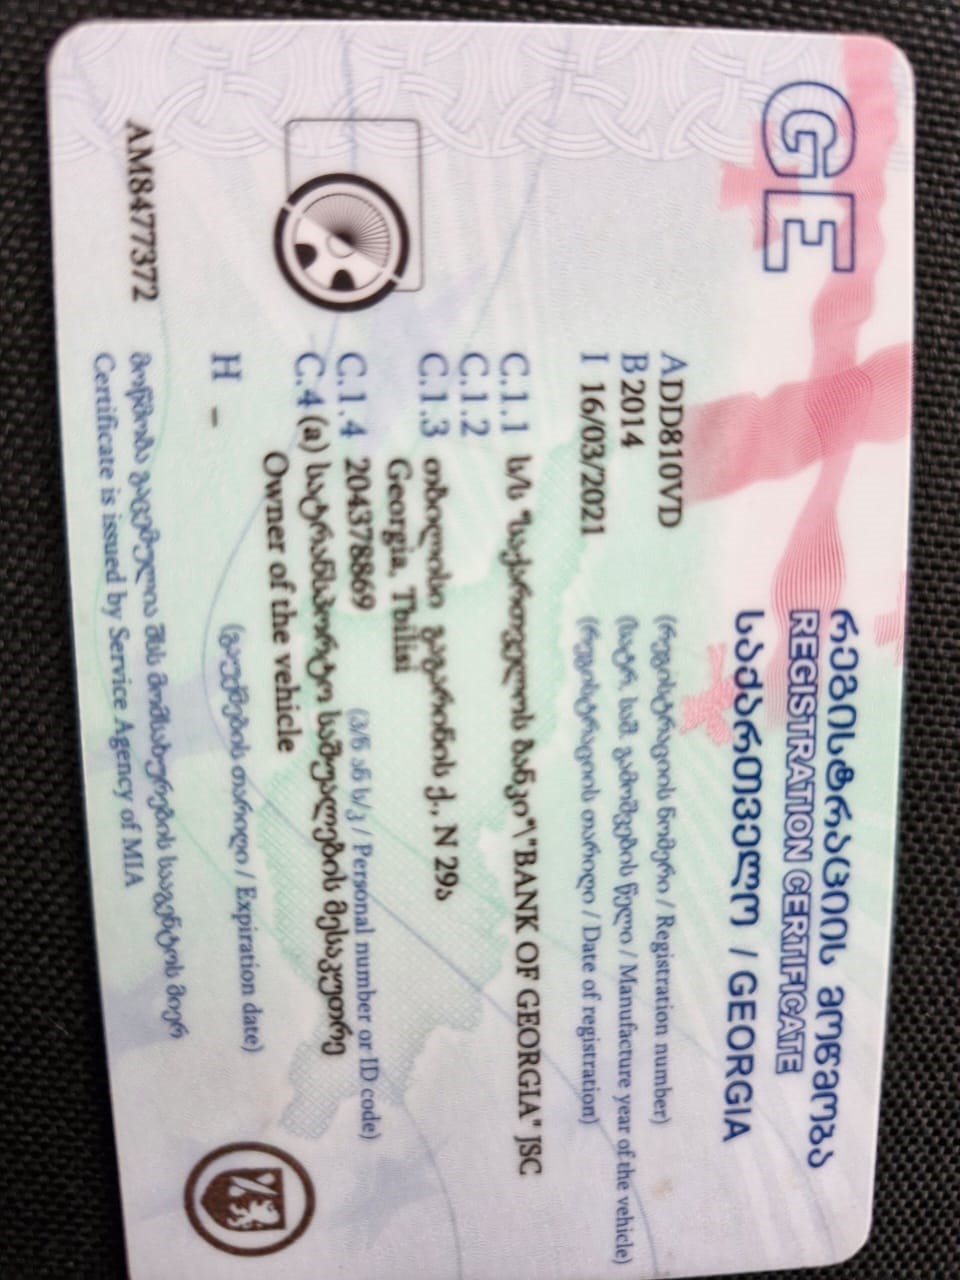 GE
რეგისტრაციის მოწმობა
REGISTRATION CERTIFICATE
საქართველო / GEORGIA
A DD810VD (რეგისტრაციის ნომერი / Registration number)
B 2014 (სატრ. საშ. გამოშვების წელი / Manufacture year of the vehicle)
I 16/03/2021 (რეგისტრაციის თარიღი / Date of registration)
C.1.1 ს/ს "საქართველოს ბანკი"\"BANK OF GEORGIA" JSC
C.1.2
C.1.3 თბილისი გაგარინის ქ., N 29ა
Georgia, Tbilisi
C.1.4 204378869 (პ/ნ ან ს/კ / Personal number or ID code)
C.4 (a) სატრანსპორტო საშუალების მესაკუთრე
Owner of the vehicle
H – (გაუქმების თარიღი / Expiration date)
AM8477372
მოწმობა გაცემულია შსს მომსახურების სააგენტოს მიერ
Certificate is issued by Service Agency of MIA